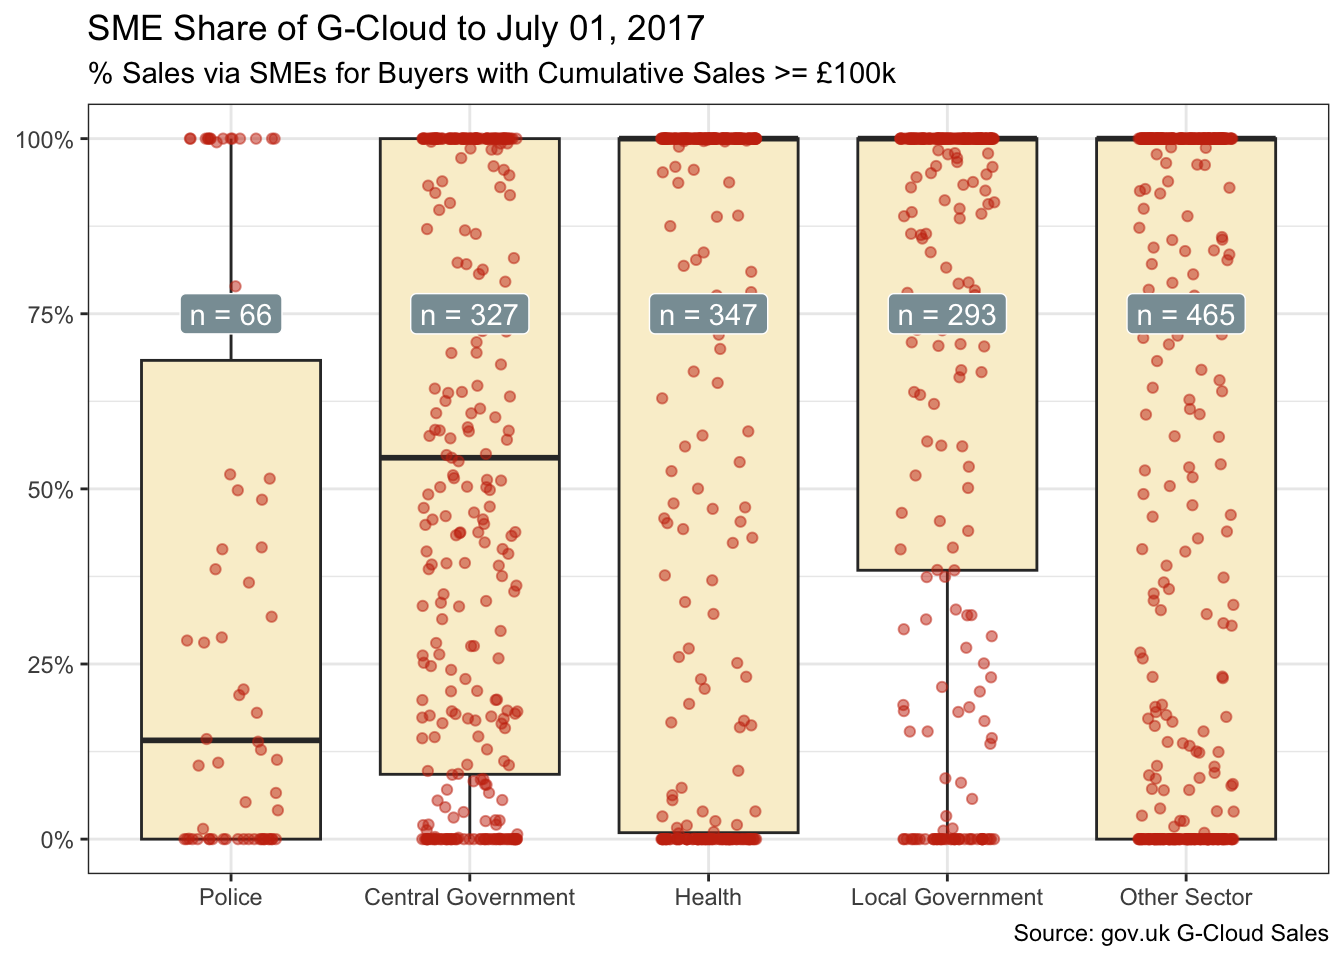 SME Share of G-Cloud to July 01, 2017
% Sales via SMEs for Buyers with Cumulative Sales >= £100k
100%
75%
50%
25%
0%
n = 66
n = 327
n = 347
n = 293
n = 465
Police
Central Government
Health
Local Government
Other Sector
Source: gov.uk G-Cloud Sales